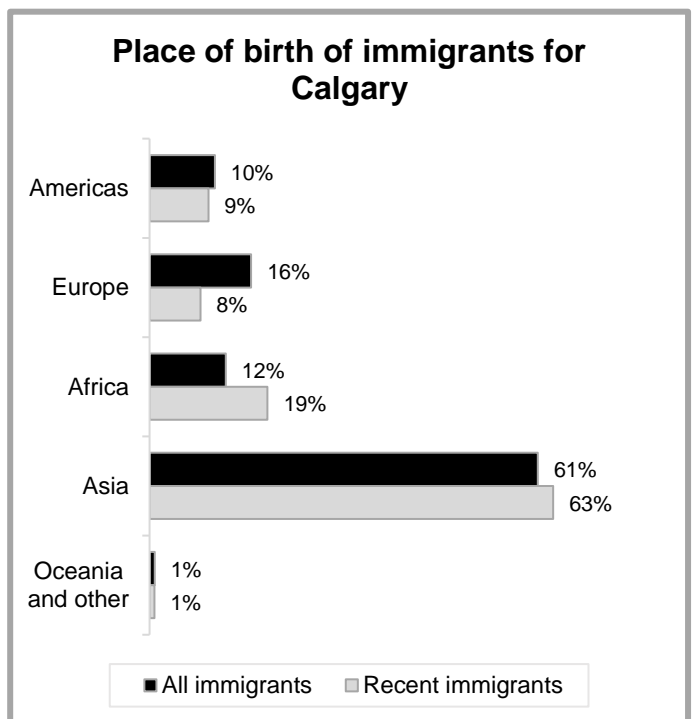 Place of birth of immigrants for
Calgary
Americas
10%
9%
Europe
16%
8%
Africa
12%
19%
Asia
61%
63%
Oceania
and other
1%
1%
All immigrants
Recent immigrants